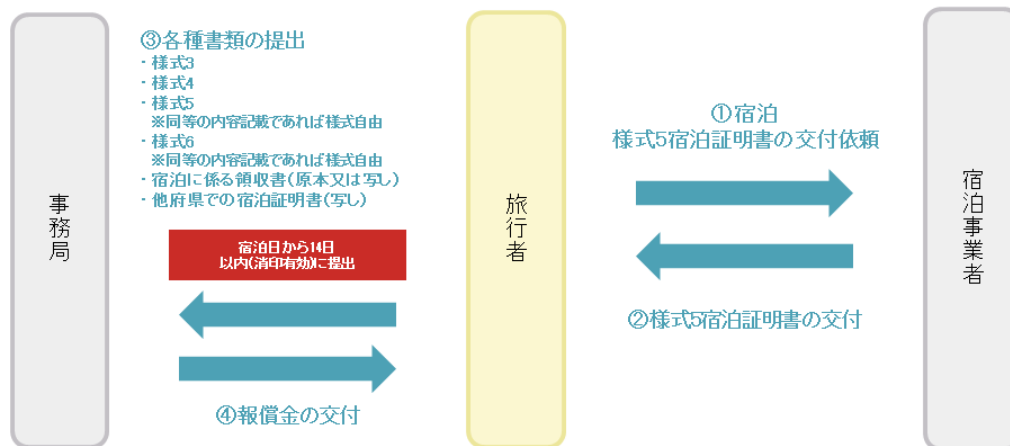 事務局
③各種書類の提出
・様式3
・様式4
・様式5
※同等の内容記載であれば様式自由
・様式6
※同等の内容記載であれば様式自由
・宿泊に係る領収書(原本又は写し)
・他府県での宿泊証明書(写し)
宿泊日から14日
以内(消印有効)に提出
④報償金の交付
旅行者
①宿泊
様式5宿泊証明書の交付依頼
②様式5宿泊証明書の交付
宿泊事業者